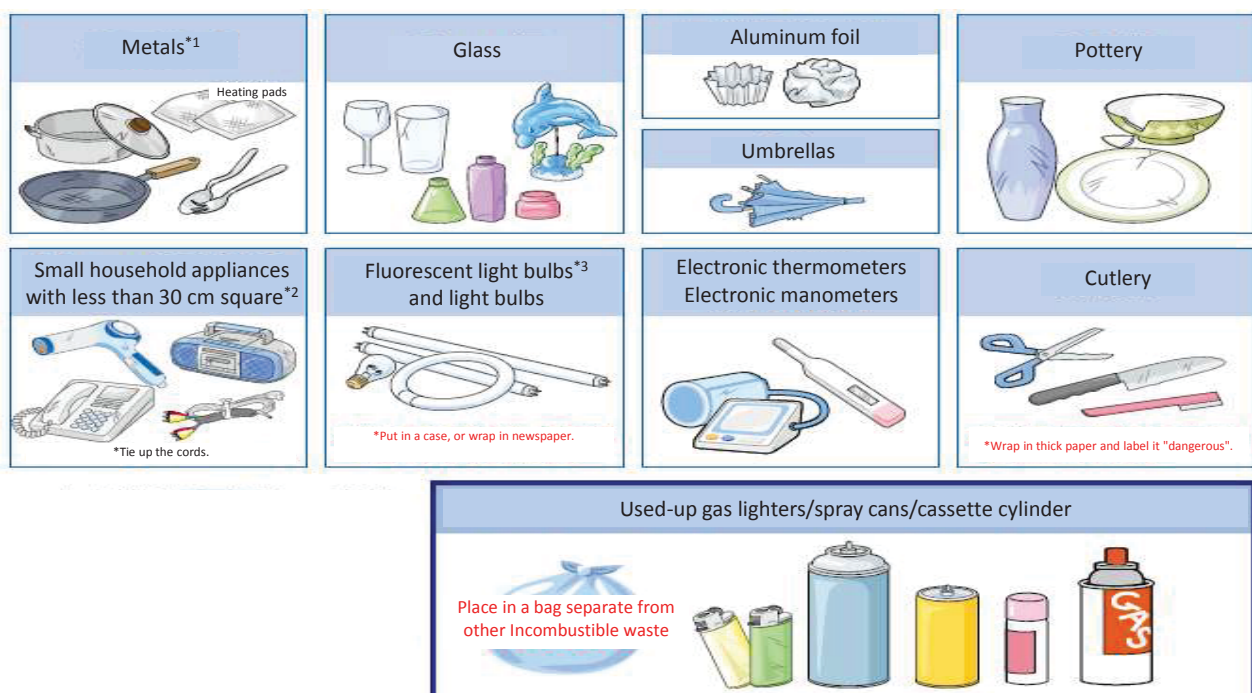 Metals*1
Heating pads
Glass
Aluminum foil
Umbrellas
Pottery
Small household appliances
with less than 30 cm square*2
*Tie up the cords.
Fluorescent light bulbs*3
and light bulbs
*Put in a case, or wrap in newspaper.
Electronic thermometers
Electronic manometers
Cutlery
*Wrap in thick paper and label it "dangerous".
Used-up gas lighters/spray cans/cassette cylinder
Place in a bag separate from
other Incombustible waste
GAS